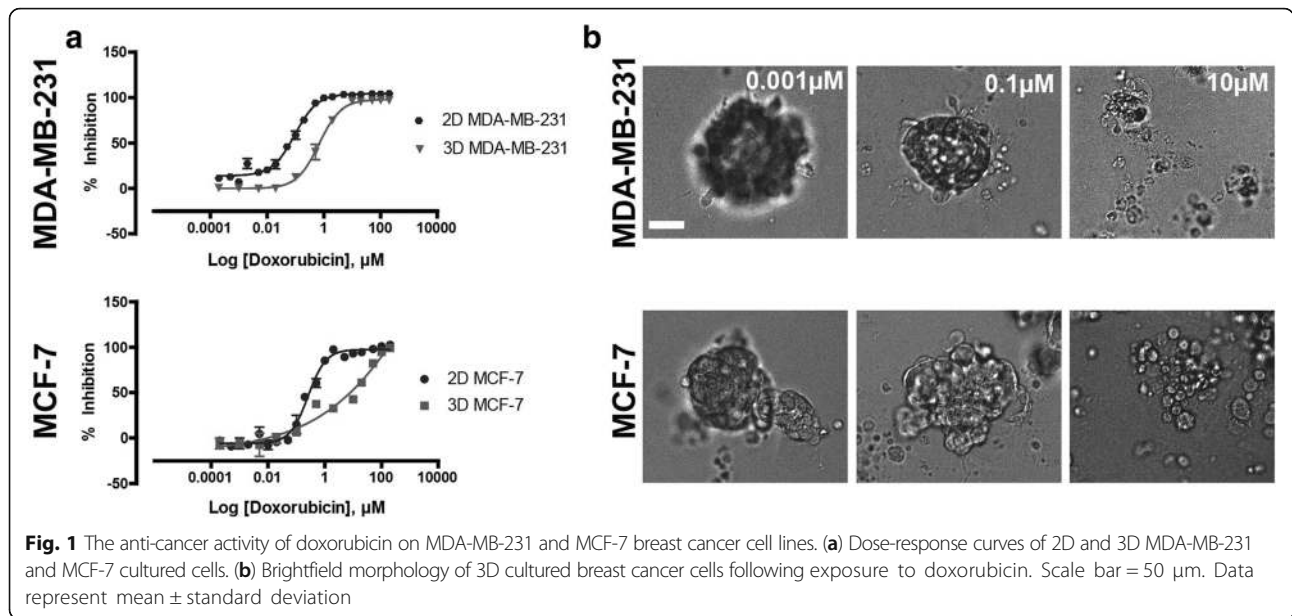 a
MDA-MB-231
% Inhibition
150
100
50
0
-50
0.0001 0.01 1 100 10000
Log [Doxorubicin], µM
2D MDA-MB-231
3D MDA-MB-231
MCF-7
% Inhibition
150
100
50
0
-50
0.0001 0.01 1 100 10000
Log [Doxorubicin], µM
2D MCF-7
3D MCF-7
b
MDA-MB-231
0.001µM
0.1µM
10µM
MCF-7
Fig. 1 The anti-cancer activity of doxorubicin on MDA-MB-231 and MCF-7 breast cancer cell lines. (a) Dose-response curves of 2D and 3D MDA-MB-231
and MCF-7 cultured cells. (b) Brightfield morphology of 3D cultured breast cancer cells following exposure to doxorubicin. Scale bar = 50 μm. Data
represent mean ± standard deviation